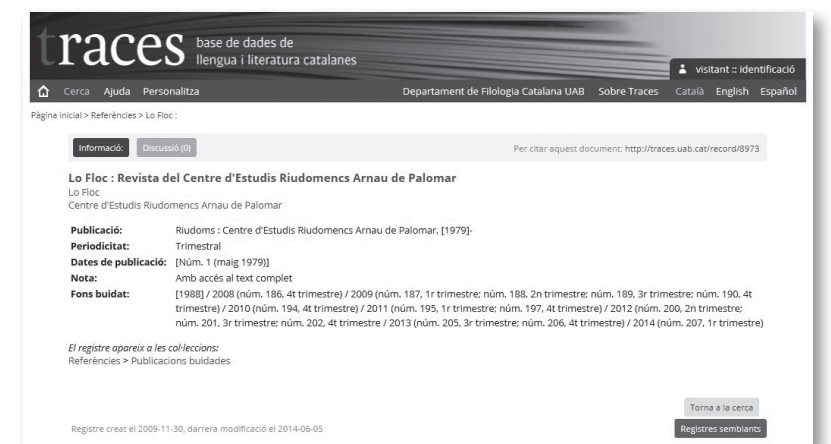 traces
base de dades de
llengua i literatura catalanes
visitant :: identificació
Cerca Ajuda Personalitza Departament de Filologia Catalana UAB Sobre Traces Català English Español
Pàgina inicial > Referències > Lo Floc :
Informació: Discussió (0) Per citar aquest document: http://traces.uab.cat/record/8973
Lo Floc : Revista del Centre d'Estudis Riudomencs Arnau de Palomar
Lo Floc
Centre d'Estudis Riudomencs Arnau de Palomar
Publicació: Riudoms : Centre d'Estudis Riudomencs Arnau de Palomar, [1979]-
Periodicitat: Trimestral
Dates de publicació: [Núm. 1 (maig 1979)]
Nota: Amb accés al text complet
Fons buidat: [1988] / 2008 (núm. 186, 4t trimestre) / 2009 (núm. 187, 1r trimestre; núm. 188, 2n trimestre; núm. 189, 3r trimestre; núm. 190, 4t
trimestre) / 2010 (núm. 194, 4t trimestre) / 2011 (núm. 195, 1r trimestre; núm. 197, 4t trimestre) / 2012 (núm. 200, 2n trimestre;
núm. 201, 3r trimestre; núm. 202, 4t trimestre / 2013 (núm. 205, 3r trimestre; núm. 206, 4t trimestre) / 2014 (núm. 207, 1r trimestre)
El registre apareix a les col·leccions:
Referències > Publicacions buidades
Torna a la cerca
Registre creat el 2009-11-30, darrera modificació el 2014-06-05 Registres semblants